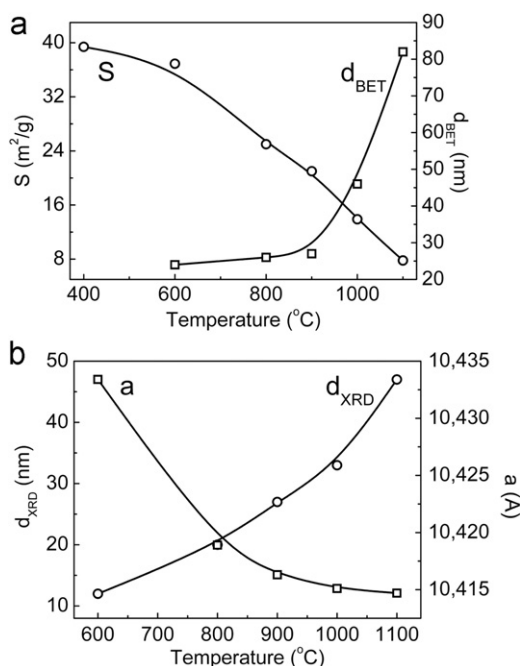 a
S
d_BET
40
32
24
16
8
S (m²/g)
90
80
70
60
50
40
30
20
d_BET (nm)
400 600 800 1000
Temperature (°C)
b
a
d_XRD
50
40
30
20
10
d_XRD (nm)
10,435
10,430
10,425
10,420
10,415
a (A)
600 700 800 900 1000 1100
Temperature (°C)